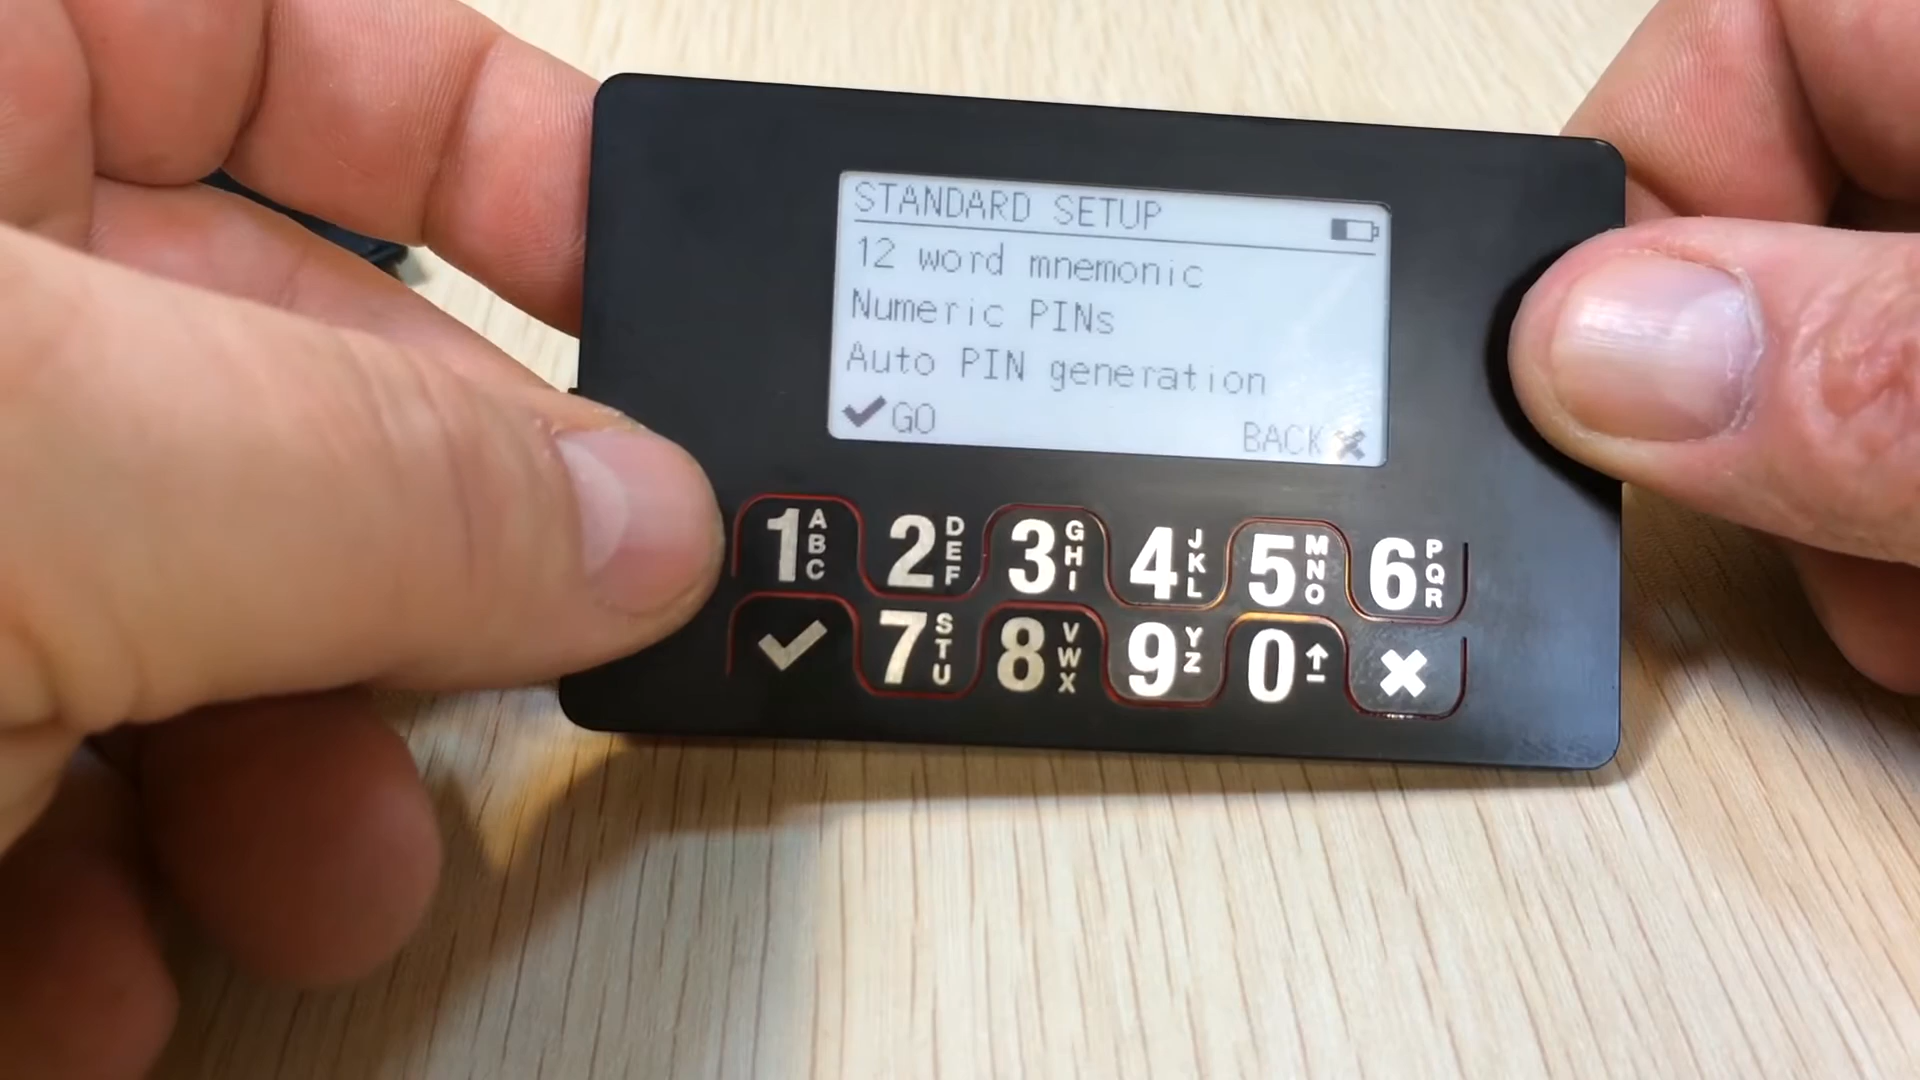 STANDARD SETUP
12 word mnemonic
Numeric PINs
Auto PIN generation
✔GO BACK✖
1 ABC 2 DEF 3 GHI 4 JKL 5 MNO 6 PQR
✔ 7 STU 8 VWX 9 YZ 0 ↑ ✖